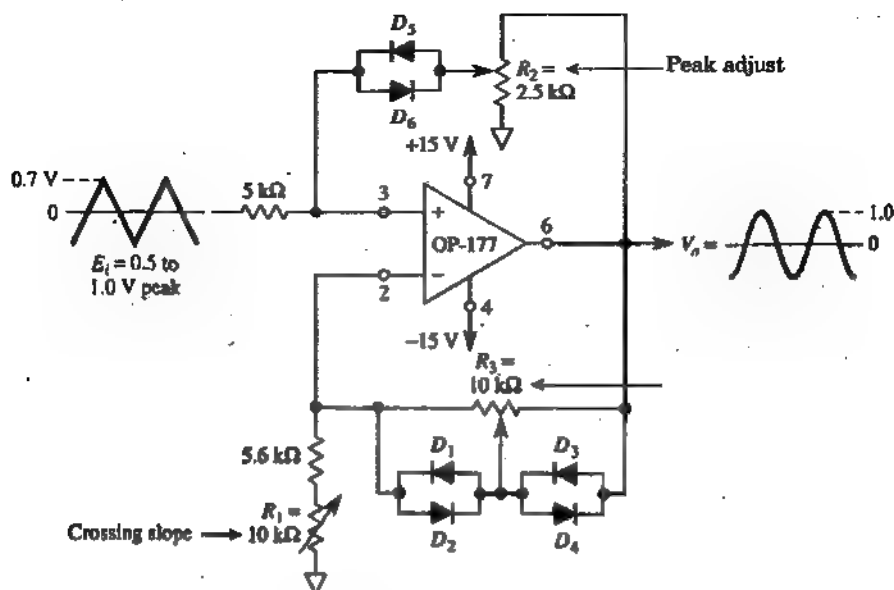 D5
R2 =
2.5 kΩ
Peak adjust
D6
+15 V
0.7 V
7
5 kΩ
3
+
6
1.0
0
OP-177
Vo =
0
Ei = 0.5 to
1.0 V peak
2
−
4
−15 V
R3 =
10 kΩ
5.6 kΩ
D1
D3
R1 =
10 kΩ
Crossing slope
D2
D4